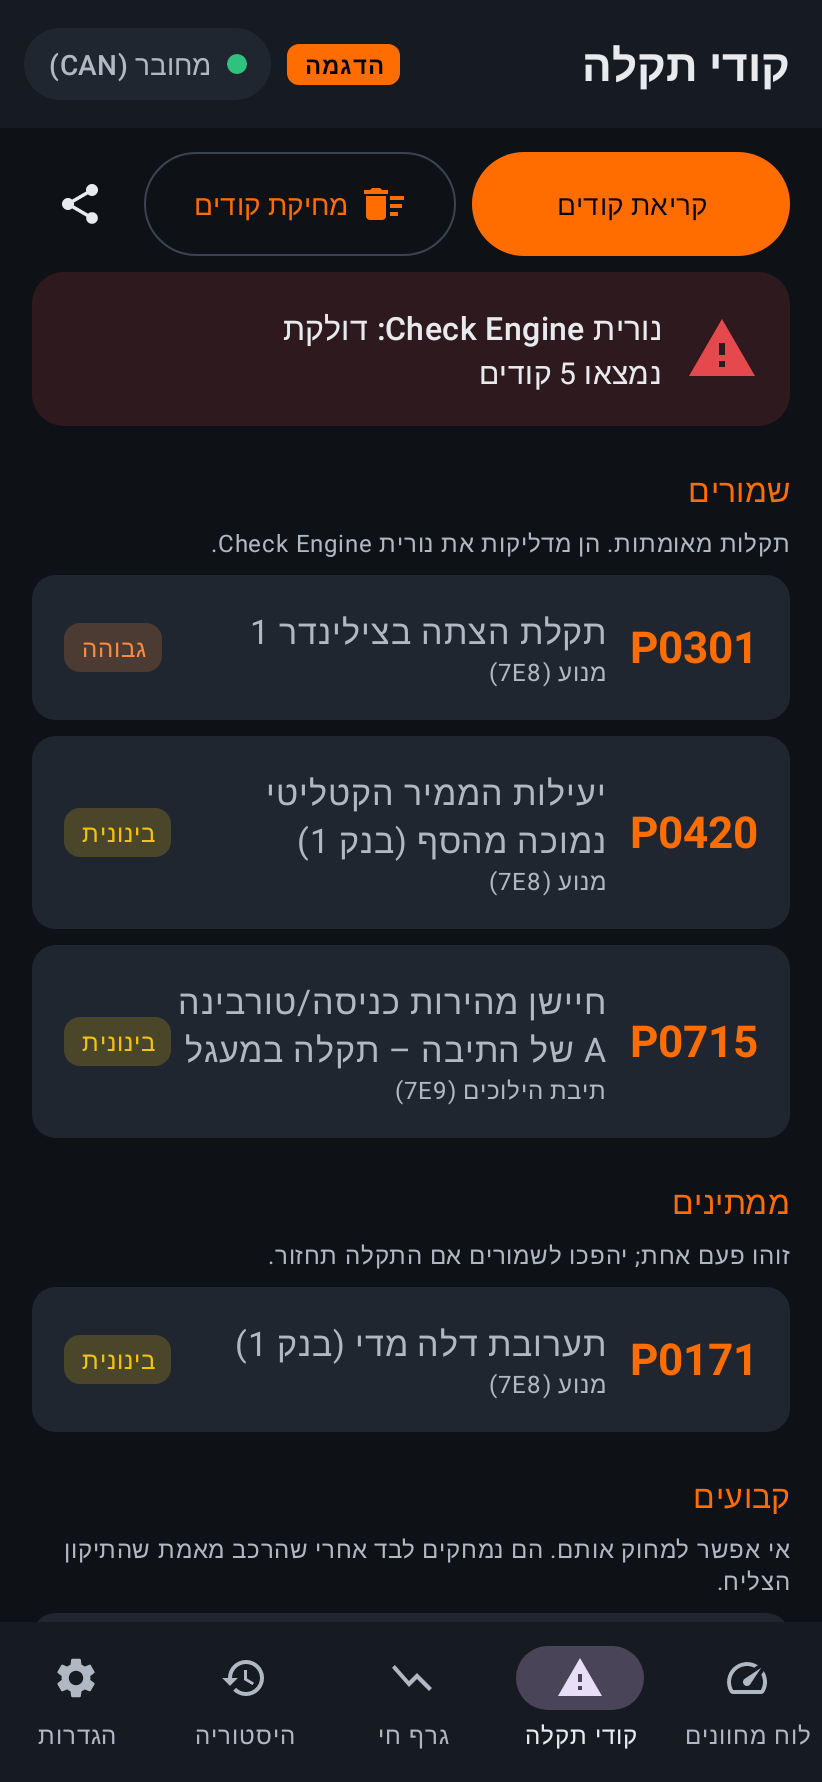 קודי תקלה
הדגמה
מחובר (CAN)
קריאת קודים
מחיקת קודים
נורית Check Engine: דולקת
נמצאו 5 קודים
שמורים
תקלות מאומתות. הן מדליקות את נורית Check Engine.
P0301
תקלת הצתה בצילינדר 1
מנוע (7E8)
גבוהה
P0420
יעילות הממיר הקטליטי
נמוכה מהסף (בנק 1)
מנוע (7E8)
בינונית
P0715
חיישן מהירות כניסה/טורבינה
A של התיבה – תקלה במעגל
תיבת הילוכים (7E9)
בינונית
ממתינים
זוהו פעם אחת; יהפכו לשמורים אם התקלה תחזור.
P0171
תערובת דלה מדי (בנק 1)
מנוע (7E8)
בינונית
קבועים
אי אפשר למחוק אותם. הם נמחקים לבד אחרי שהרכב מאמת שהתיקון
הצליח.
לוח מחוונים
קודי תקלה
גרף חי
היסטוריה
הגדרות